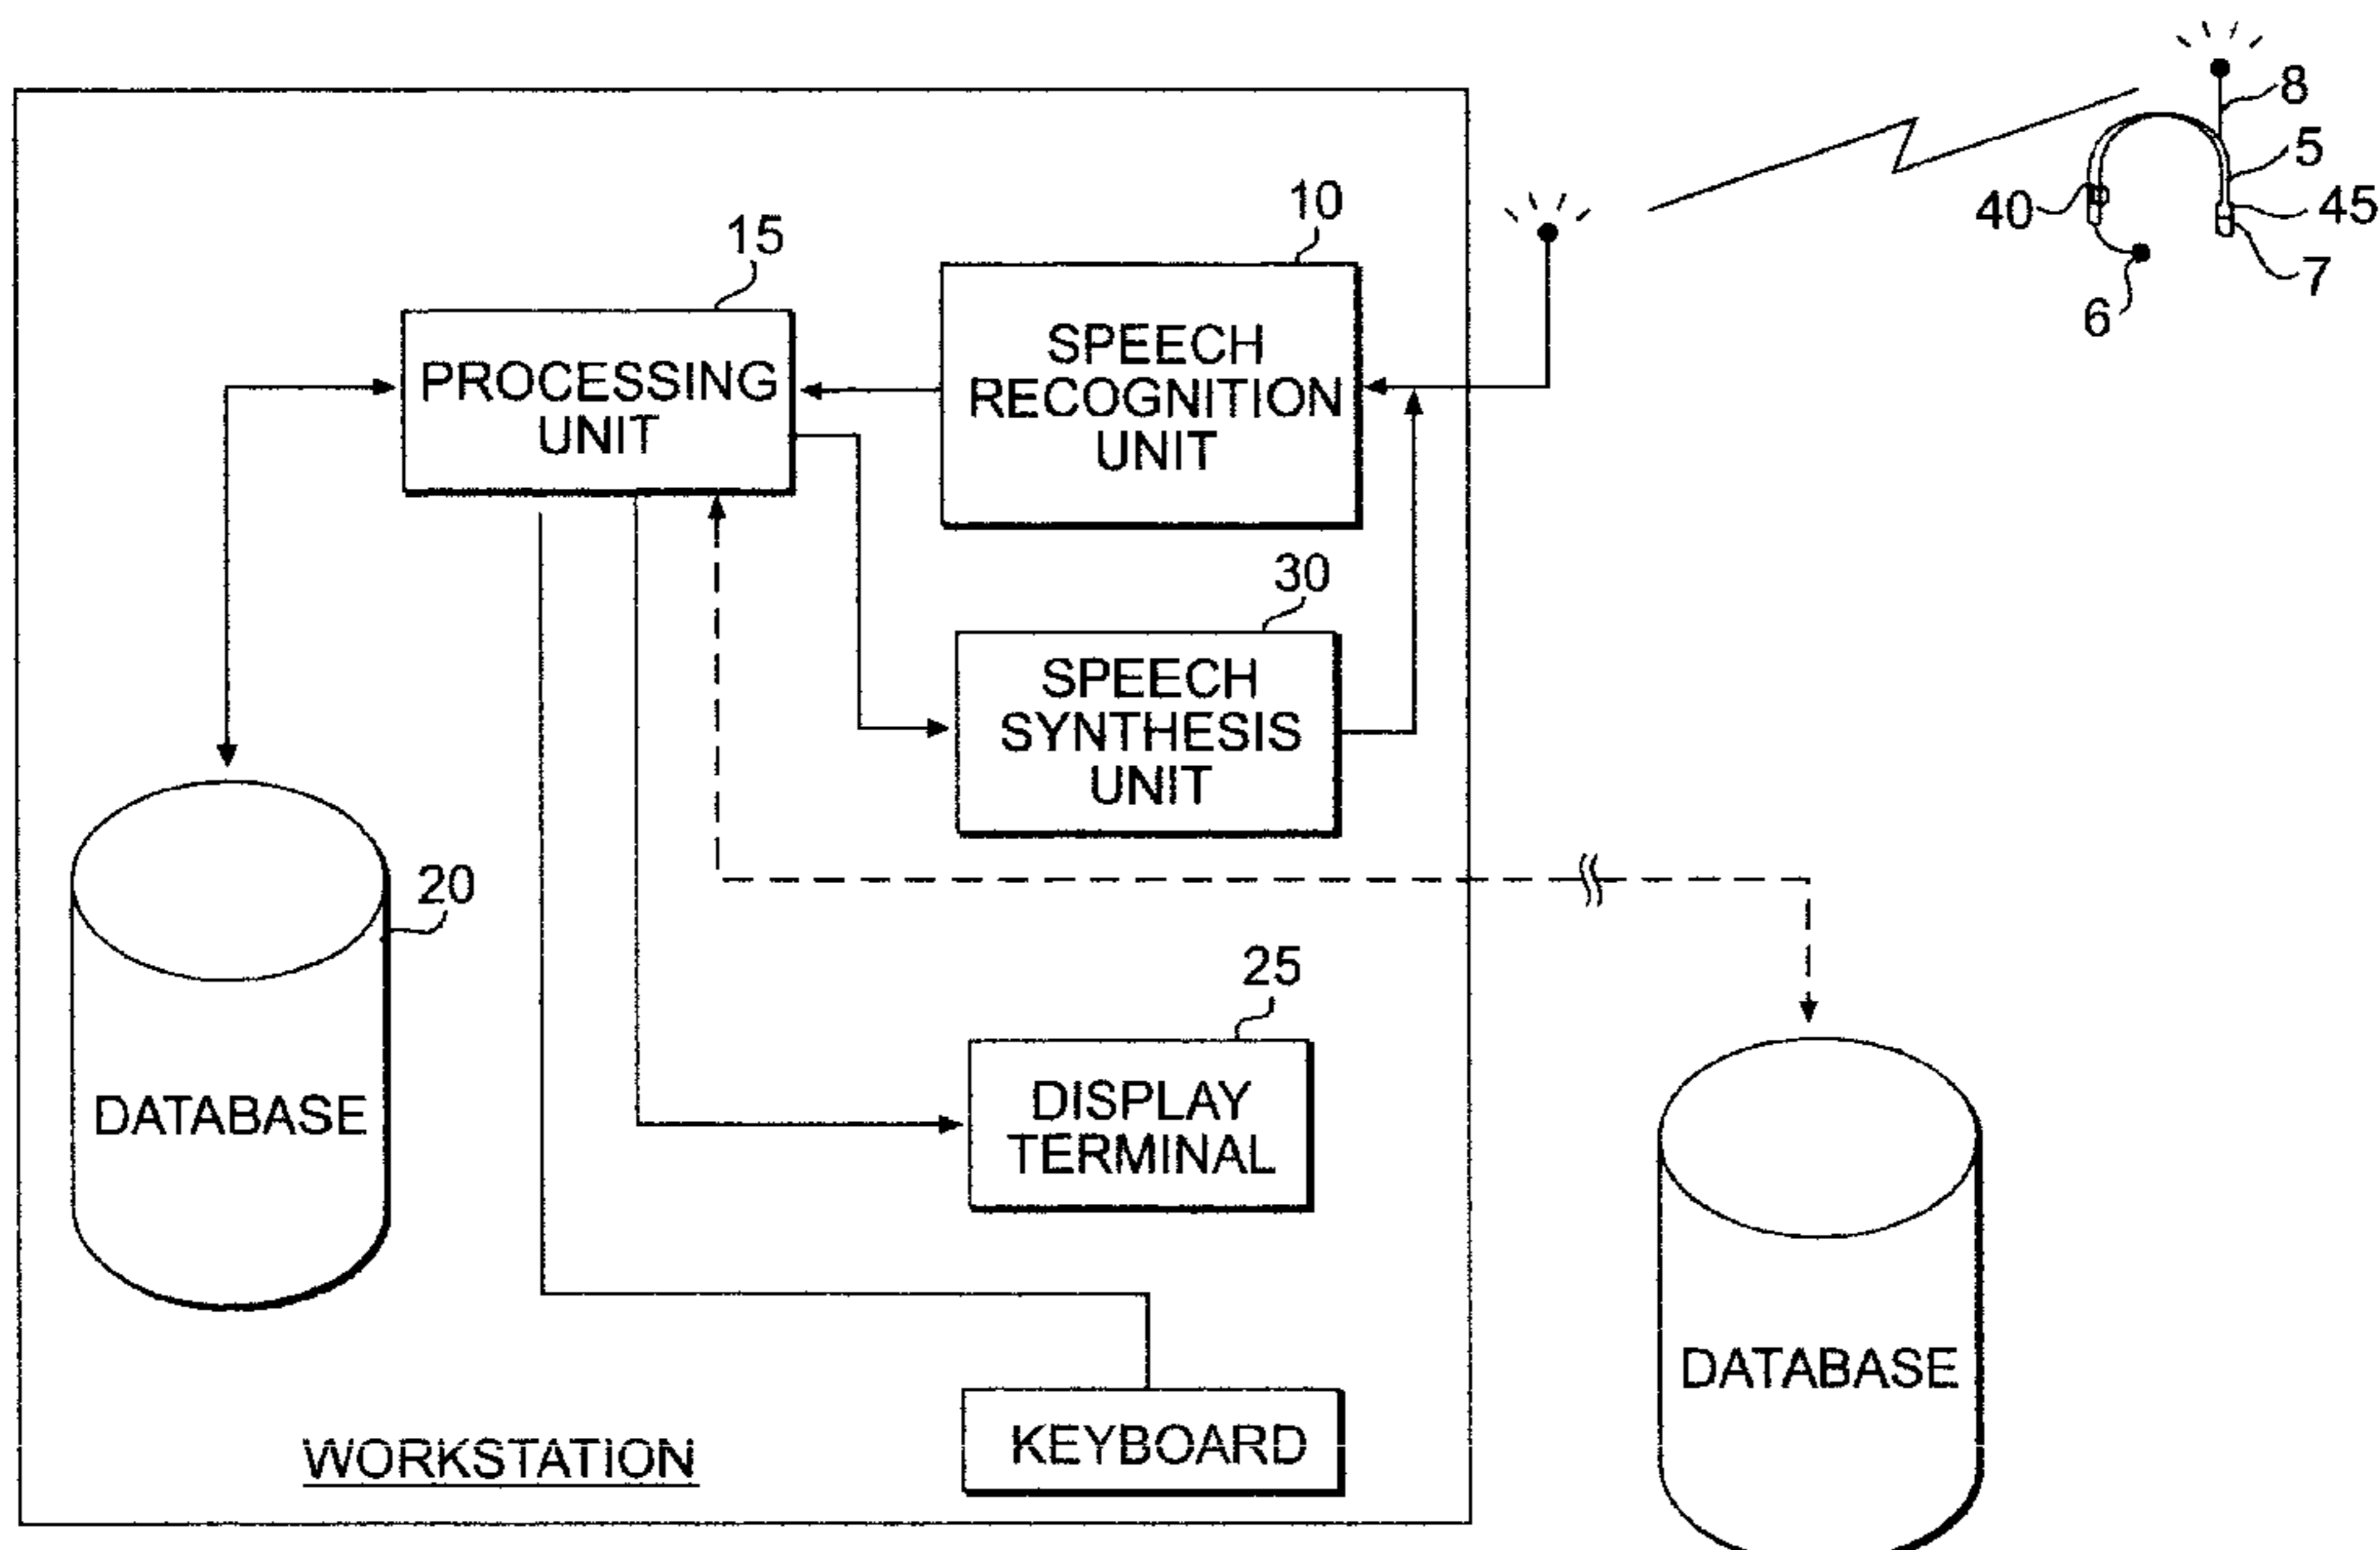 8
5
45
40
7
6
10
15
SPEECH
RECOGNITION
UNIT
PROCESSING
UNIT
30
SPEECH
SYNTHESIS
UNIT
20
25
DATABASE
DISPLAY
TERMINAL
DATABASE
KEYBOARD
WORKSTATION